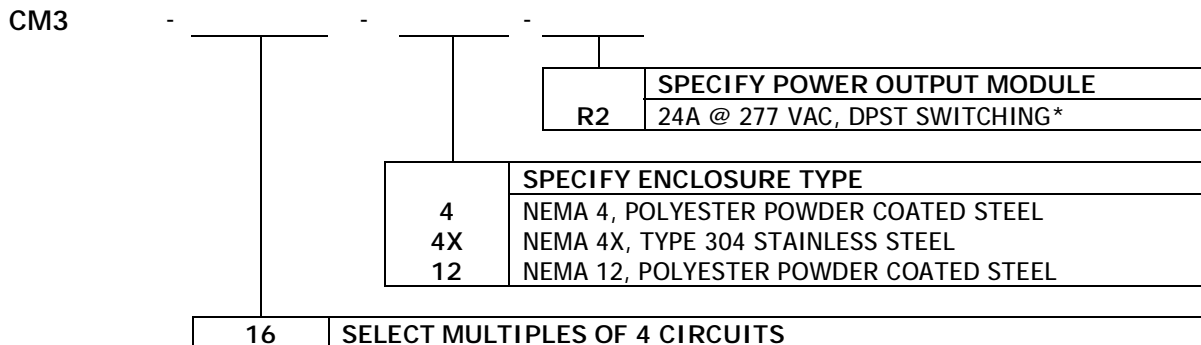 CM3 - - -
SPECIFY POWER OUTPUT MODULE
R2 24A @ 277 VAC, DPST SWITCHING*
SPECIFY ENCLOSURE TYPE
4 NEMA 4, POLYESTER POWDER COATED STEEL
4X NEMA 4X, TYPE 304 STAINLESS STEEL
12 NEMA 12, POLYESTER POWDER COATED STEEL
16 SELECT MULTIPLES OF 4 CIRCUITS